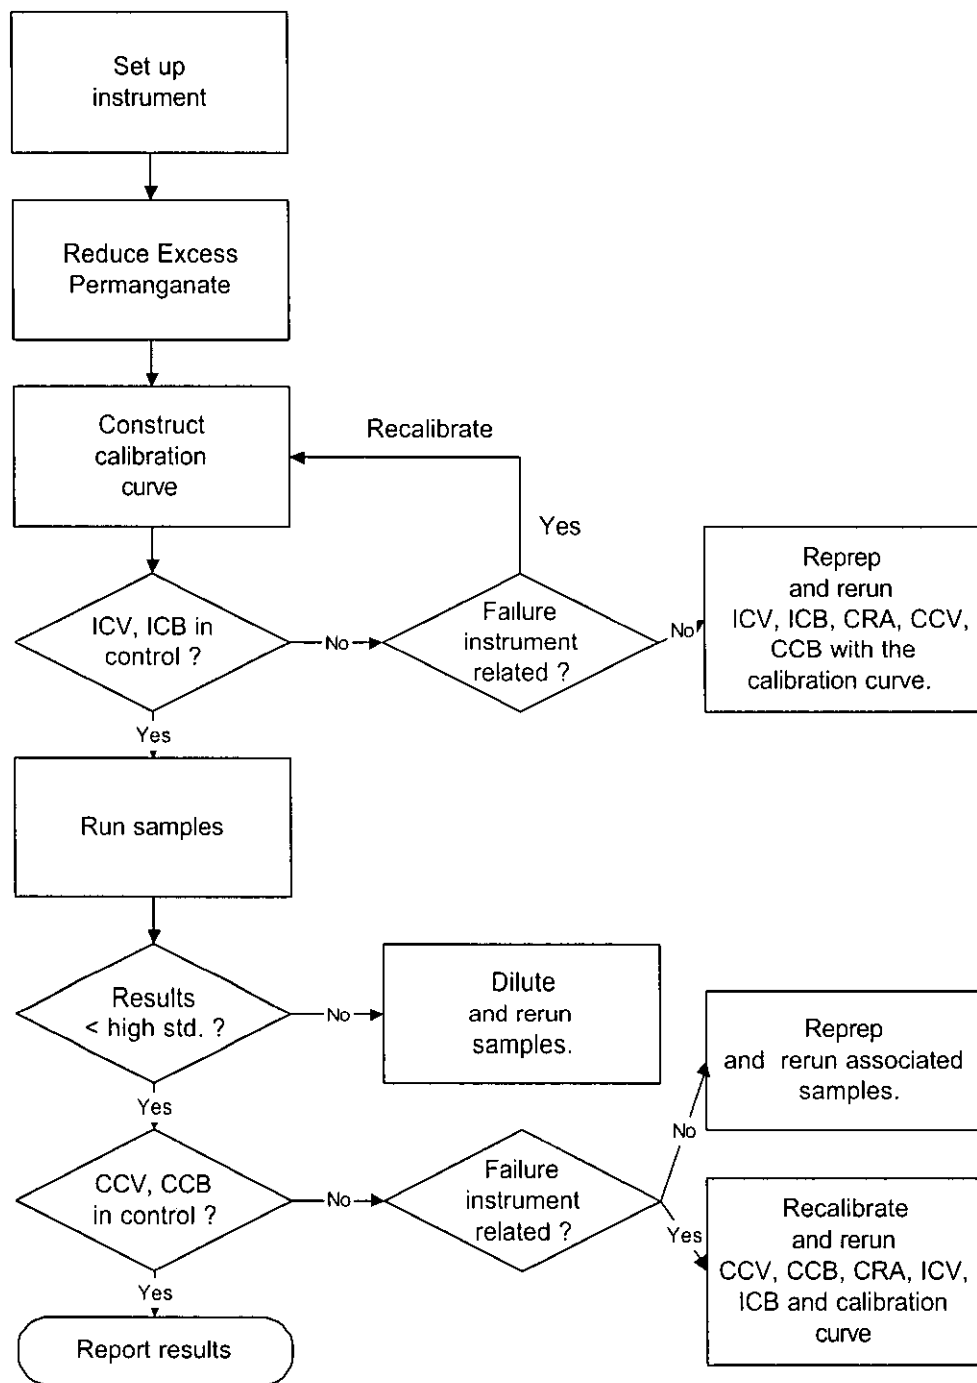 Set up
instrument
Reduce Excess
Permanganate
Construct
calibration
curve
Recalibrate
Yes
ICV, ICB in
control ?
No
Failure
instrument
related ?
No
Reprep
and rerun
ICV, ICB, CRA, CCV,
CCB with the
calibration curve.
Yes
Run samples
Results
< high std. ?
No
Dilute
and rerun
samples.
Reprep
and rerun associated
samples.
Yes
No
CCV, CCB
in control ?
No
Failure
instrument
related ?
Yes
Recalibrate
and rerun
CCV, CCB, CRA, ICV,
ICB and calibration
curve
Yes
Report results